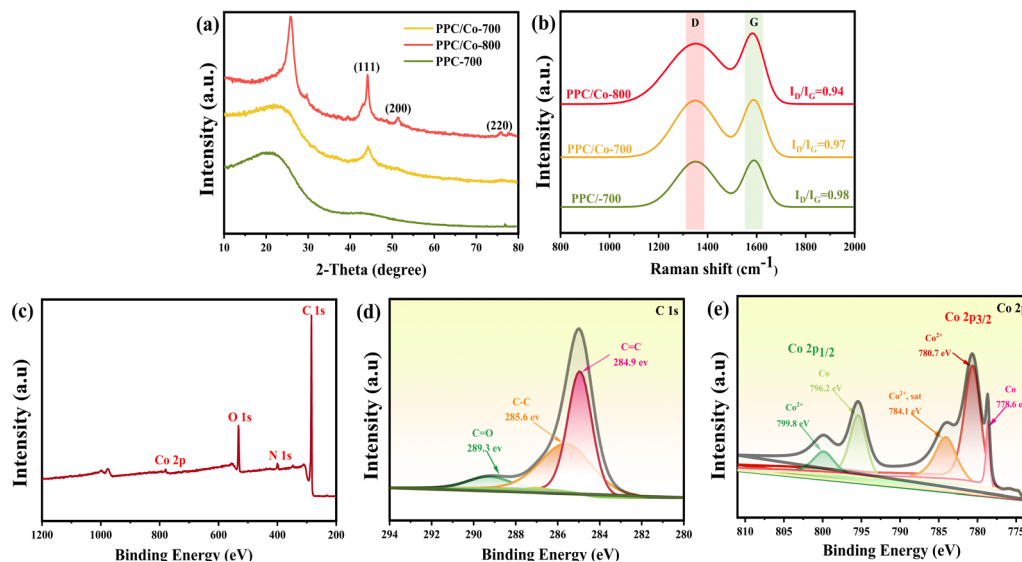 (a)
PPC/Co-700
PPC/Co-800
PPC-700
(111)
(200)
(220)
Intensity (a.u.)
10 20 30 40 50 60 70 80
2-Theta (degree)
(b)
D
G
PPC/Co-800
I_D/I_G=0.94
PPC/Co-700
I_D/I_G=0.97
PPC/-700
I_D/I_G=0.98
Intensity (a.u.)
800 1000 1200 1400 1600 1800 2000
Raman shift (cm⁻¹)
(c)
C 1s
O 1s
Co 2p
N 1s
Intensity (a.u)
1200 1000 800 600 400 200
Binding Energy (eV)
(d)
C 1s
C=C
284.9 ev
C-C
285.6 ev
C=O
289.3 ev
Intensity (a.u)
294 292 290 288 286 284 282 280
Binding Energy (eV)
(e)
Co 2p
Co 2p3/2
Co 2p1/2
Co²⁺
780.7 eV
Co
796.2 eV
Co²⁺, sat
784.1 eV
Co
778.6 e
Co²⁺
799.8 eV
Intensity (a.u)
810 805 800 795 790 785 780 775
Binding Energy (eV)